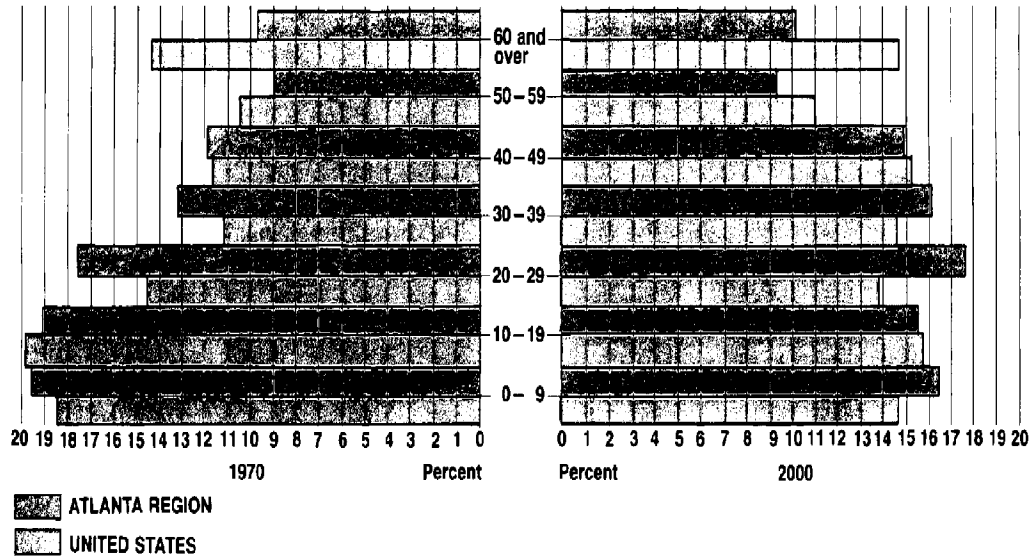 60 and
over
50 – 59
40 – 49
30 – 39
20 – 29
10 – 19
0 – 9
20 19 18 17 16 15 14 13 12 11 10 9 8 7 6 5 4 3 2 1 0
0 1 2 3 4 5 6 7 8 9 10 11 12 13 14 15 16 17 18 19 20
1970 Percent
Percent 2000
ATLANTA REGION
UNITED STATES